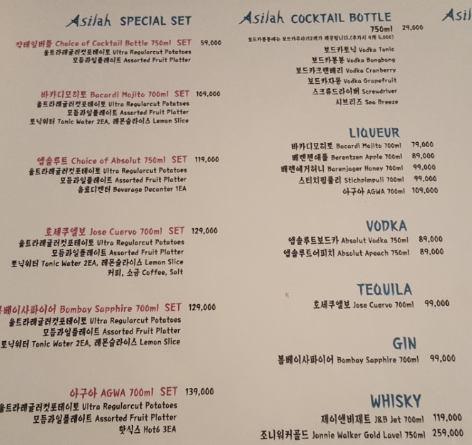 Asilah SPECIAL SET
칵테일버틀 Choice of Cocktail Bottle 750ml SET 59,000
울트라레귤러컷포테이토 Ultra Regularcut Potatoes
모듬과일플레이트 Assorted Fruit Platter
바카디모히토 Bacardi Mojito 700ml SET 109,000
울트라레귤러컷포테이토 Ultra Regularcut Potatoes
모듬과일플레이트 Assorted Fruit Platter
토닉워터 Tonic Water 2EA, 레몬슬라이스 Lemon Slice
앱솔루트 Choice of Absolut 750ml SET 119,000
울트라레귤러컷포테이토 Ultra Regularcut Potatoes
모듬과일플레이트 Assorted Fruit Platter
음료디캔터 Beverage Decanter 1EA
호세쿠엘보 Jose Cuervo 700ml SET 129,000
울트라레귤러컷포테이토 Ultra Regularcut Potatoes
모듬과일플레이트 Assorted Fruit Platter
토닉워터 Tonic Water 2EA, 레몬슬라이스 Lemon Slice
커피, 소금 Coffee, Salt
봄베이사파이어 Bombay Sapphire 700ml SET 129,000
울트라레귤러컷포테이토 Ultra Regularcut Potatoes
모듬과일플레이트 Assorted Fruit Platter
토닉워터 Tonic Water 2EA, 레몬슬라이스 Lemon Slice
아구아 AGWA 700ml SET 139,000
울트라레귤러컷포테이토 Ultra Regularcut Potatoes
모듬과일플레이트 Assorted Fruit Platter
핫식스 Hot6 3EA
Asilah COCKTAIL BOTTLE
750ml 29,000
보드카토닉 Vodka Tonic
보드카봉봉 Vodka Bongbong
보드카크랜베리 Vodka Cranberry
보드카자몽 Vodka Grapefruit
스크류드라이버 Screwdriver
시브리즈 Sea Breeze
LIQUEUR
바카디모히토 Bacardi Mojito 700ml 79,000
베렌젠애플 Berentzen Apple 700ml 89,000
베렌예거허니 Barenjager Honey 700ml 99,000
스티치핌풀리 Stichpimpuli 700ml 99,000
아구아 AGWA 700ml 109,000
VODKA
앱솔루트보드카 Absolut Vodka 750ml 89,000
앱솔루트어피치 Absolut Apeach 750ml 89,000
TEQUILA
호세쿠엘보 Jose Cuervo 700ml 99,000
GIN
봄베이사파이어 Bombay Sapphire 700ml 99,000
WHISKY
제이앤비제트 J&B Jet 700ml 119,000
조니워커골드 Jonnie Walker Gold Lavel 750ml 259,000
Asil